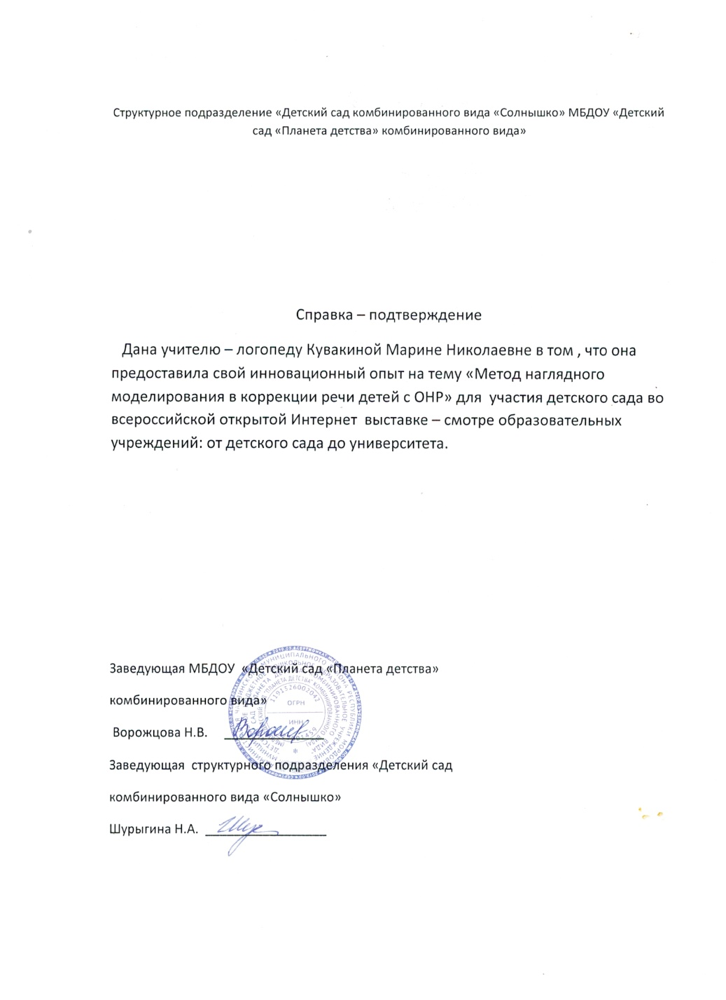 Структурное подразделение «Детский сад комбинированного вида «Солнышко» МБДОУ «Детский
сад «Планета детства» комбинированного вида»
Справка – подтверждение
Дана учителю – логопеду Кувакиной Марине Николаевне в том , что она
предоставила свой инновационный опыт на тему «Метод наглядного
моделирования в коррекции речи детей с ОНР» для  участия детского сада во
всероссийской открытой Интернет  выставке – смотре образовательных
учреждений: от детского сада до университета.
Заведующая МБДОУ  «Детский сад «Планета детства»
комбинированного вида»
Ворожцова Н.В.
ОГРН
ИНН
Заведующая  структурного подразделения «Детский сад
комбинированного вида «Солнышко»
Шурыгина Н.А.